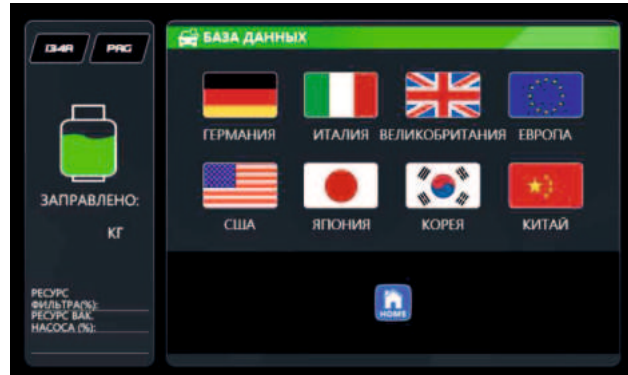 134A PAG
ЗАПРАВЛЕНО:
КГ
РЕСУРС
ФИЛЬТРА(%):
РЕСУРС ВАК.
НАСОСА (%):
БАЗА ДАННЫХ
ГЕРМАНИЯ ИТАЛИЯ ВЕЛИКОБРИТАНИЯ ЕВРОПА
США ЯПОНИЯ КОРЕЯ КИТАЙ
HOME